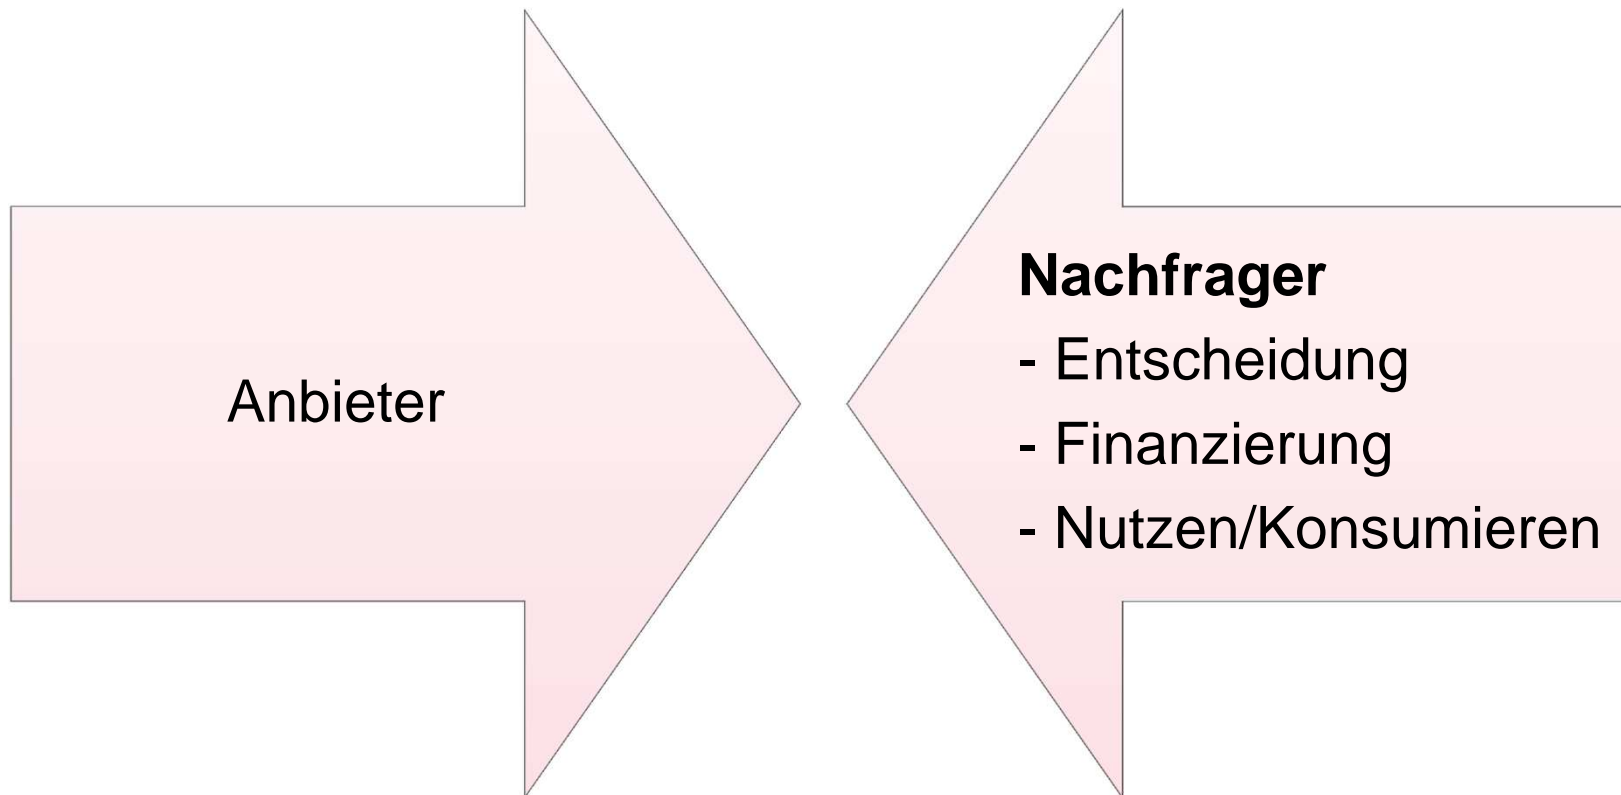 Anbieter
Nachfrager
- Entscheidung
- Finanzierung
- Nutzen/Konsumieren